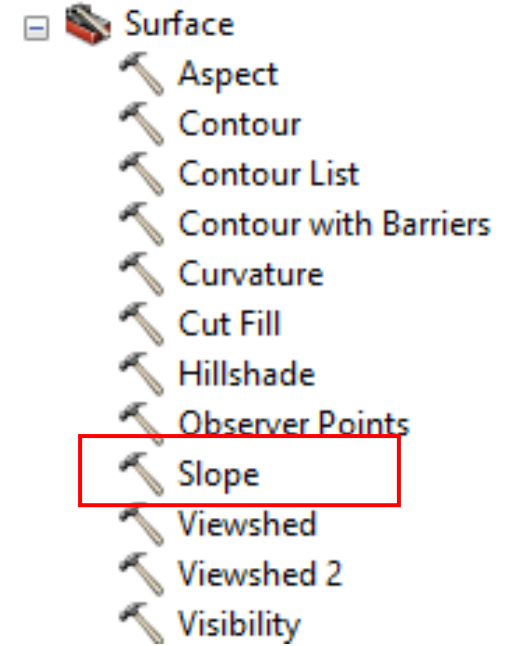 Surface
Aspect
Contour
Contour List
Contour with Barriers
Curvature
Cut Fill
Hillshade
Observer Points
Slope
Viewshed
Viewshed 2
Visibility